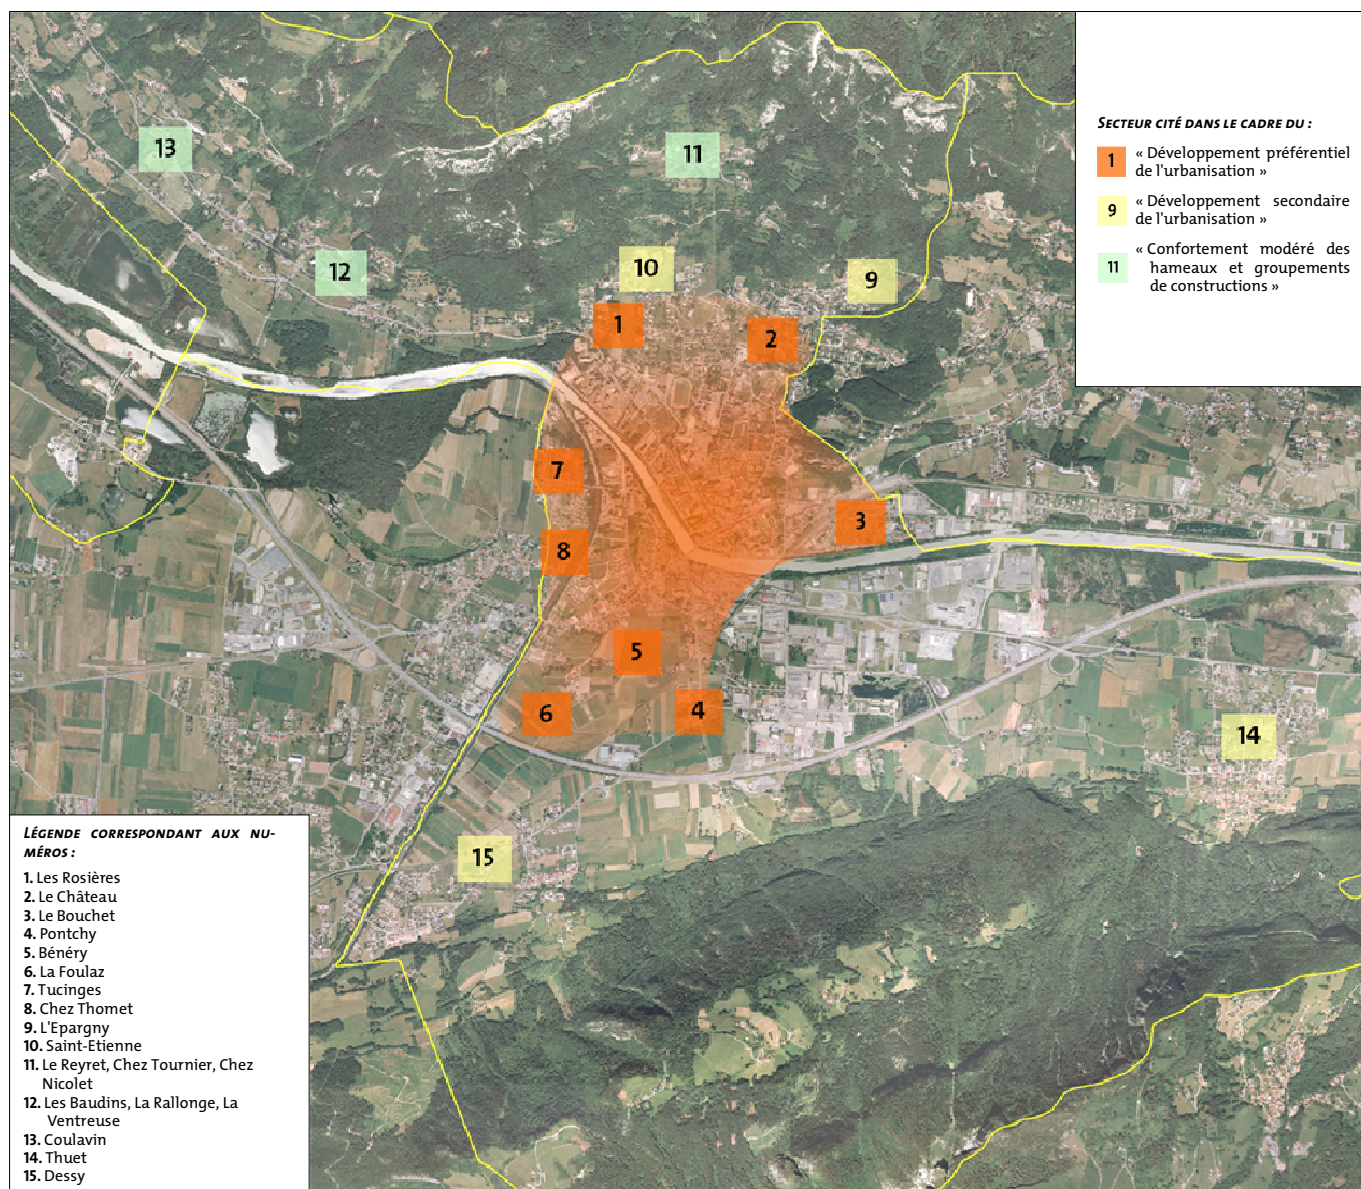 SECTEUR CITÉ DANS LE CADRE DU :
1 « Développement préférentiel
de l'urbanisation »
9 « Développement secondaire
de l'urbanisation »
11 « Confortement modéré des
hameaux et groupements
de constructions »
13
11
12
10
9
1
2
7
3
8
5
6
4
14
15
LÉGENDE CORRESPONDANT AUX NU-
MÉROS :
1. Les Rosières
2. Le Château
3. Le Bouchet
4. Pontchy
5. Bénéry
6. La Foulaz
7. Tucinges
8. Chez Thomet
9. L'Epargny
10. Saint-Etienne
11. Le Reyret, Chez Tournier, Chez
Nicolet
12. Les Baudins, La Rallonge, La
Ventreuse
13. Coulavin
14. Thuet
15. Dessy